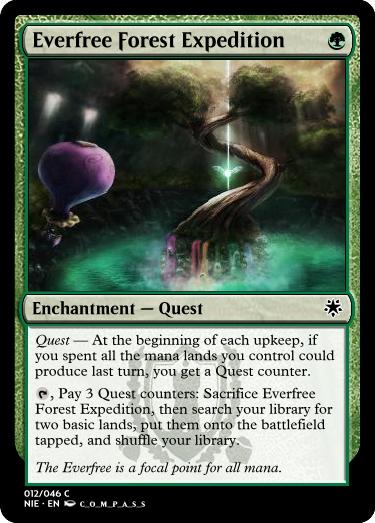 Everfree Forest Expedition
Enchantment — Quest
Quest — At the beginning of each upkeep, if
you spent all the mana lands you control could
produce last turn, you get a Quest counter.
, Pay 3 Quest counters: Sacrifice Everfree
Forest Expedition, then search your library for
two basic lands, put them onto the battlefield
tapped, and shuffle your library.
The Everfree is a focal point for all mana.
012/046 C
NIE • EN C_O_M_P_A_S_S